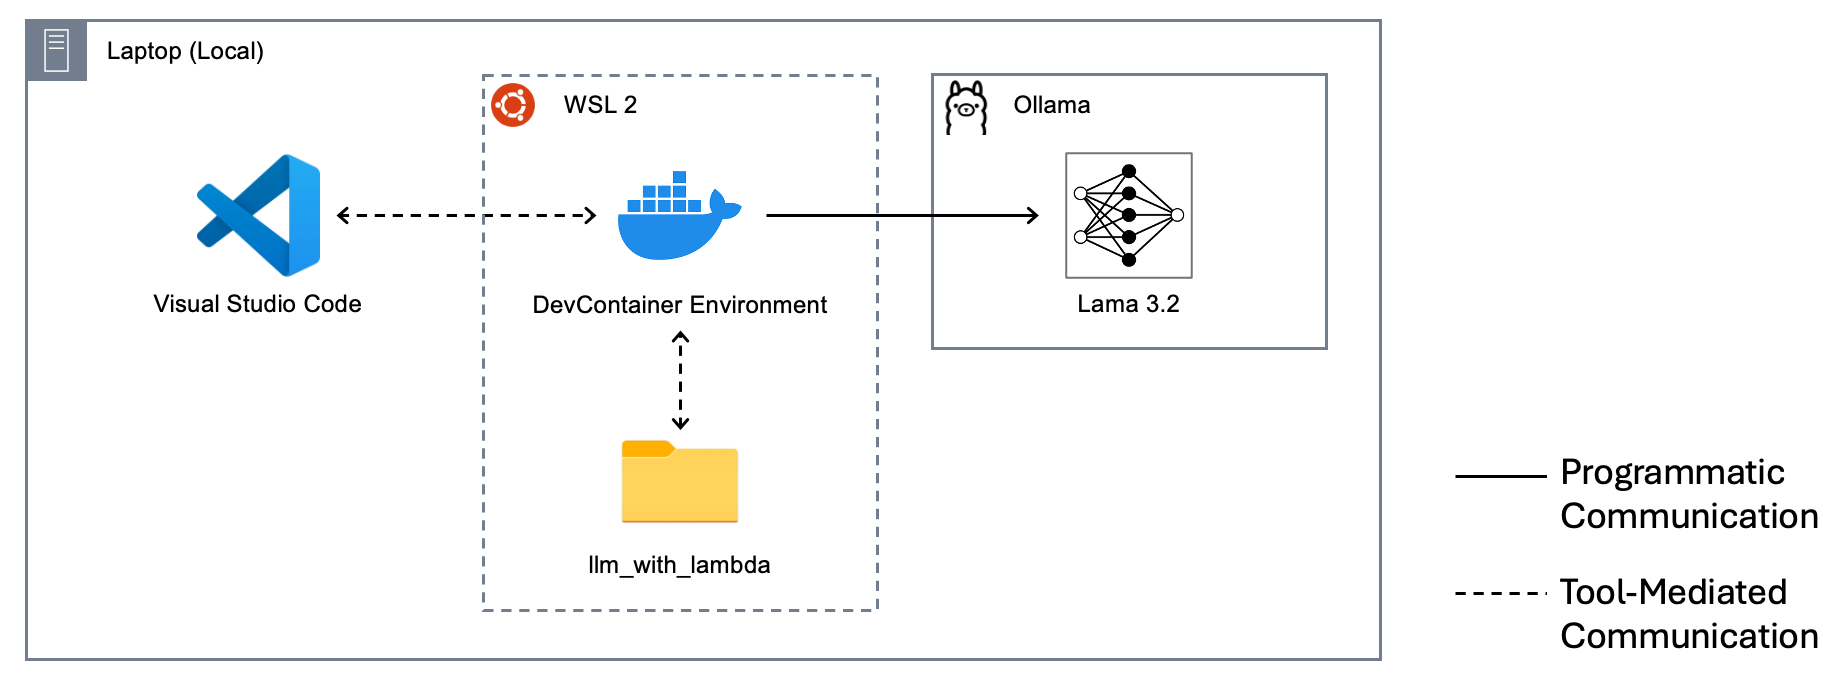 Laptop (Local)
WSL 2
Ollama
Visual Studio Code
DevContainer Environment
Lama 3.2
llm_with_lambda
Programmatic
Communication
Tool-Mediated
Communication